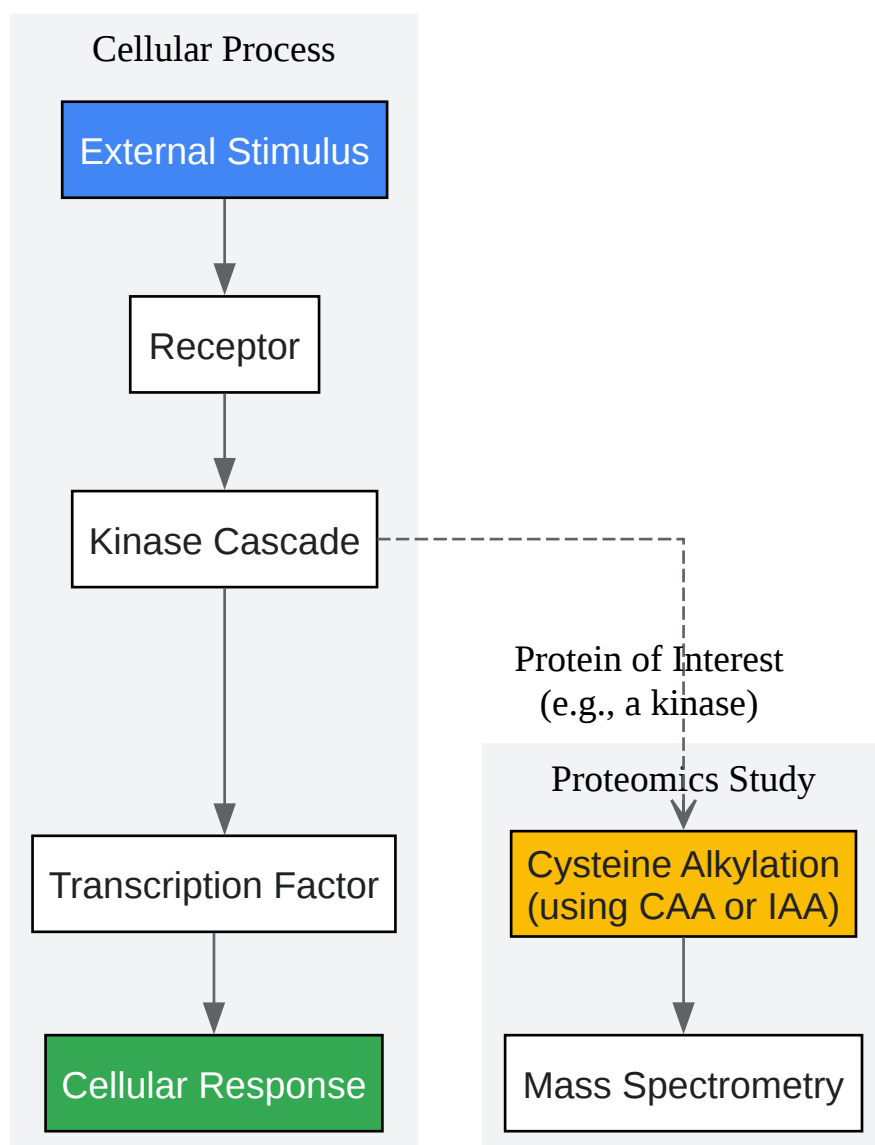 Cellular Process
External Stimulus
Receptor
Kinase Cascade
Transcription Factor
Cellular Response
Protein of Interest
(e.g., a kinase)
Proteomics Study
Cysteine Alkylation
(using CAA or IAA)
Mass Spectrometry